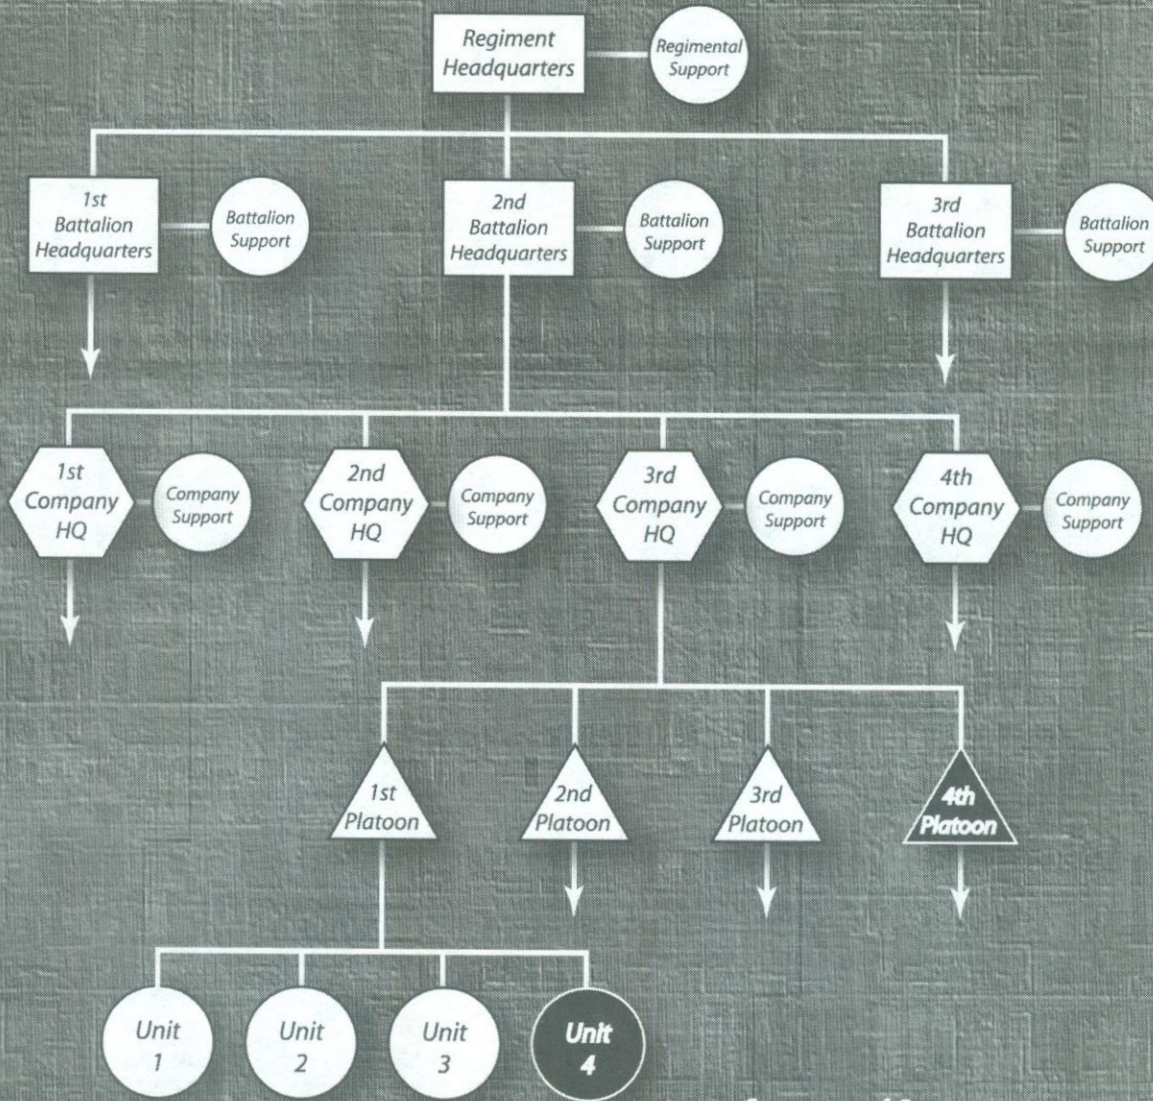 Regiment
Headquarters
Regimental
Support
1st
Battalion
Headquarters
Battalion
Support
2nd
Battalion
Headquarters
Battalion
Support
3rd
Battalion
Headquarters
Battalion
Support
1st
Company
HQ
Company
Support
2nd
Company
HQ
Company
Support
3rd
Company
HQ
Company
Support
4th
Company
HQ
Company
Support
1st
Platoon
2nd
Platoon
3rd
Platoon
4th
Platoon
Unit
1
Unit
2
Unit
3
Unit
4